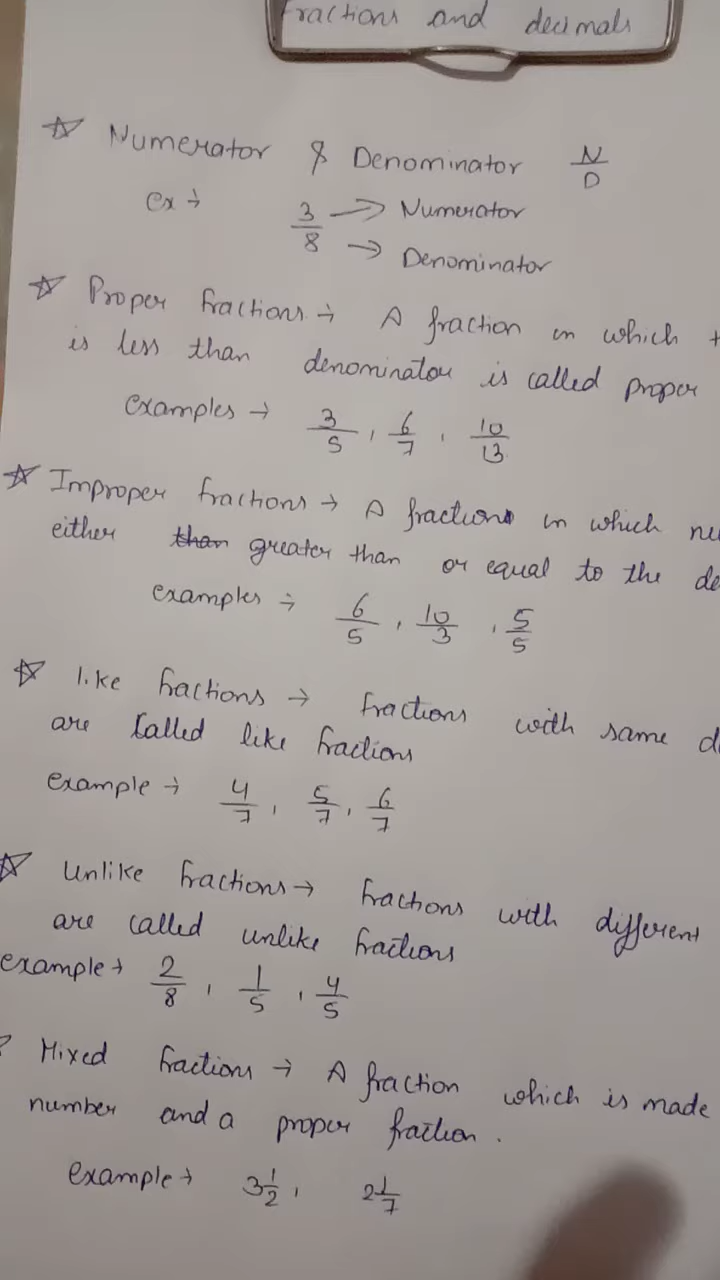 fractions and decimals
☆ Numerator & Denominator N/D
ex → 3/8 → Numerator
→ Denominator
☆ Proper fractions → A fraction in which
is less than denominator is called proper
examples → 3/5, 6/7, 10/13
☆ Improper fractions → A fraction in which
either than greater than or equal to the
examples → 6/5, 10/3, 5/5
☆ like fractions → fractions with same
are called like fractions
example → 4/7, 5/7, 6/7
☆ Unlike fractions → fractions with different
are called unlike fractions
example → 2/8, 1/5, 4/5
Mixed fractions → A fraction which is made
number and a proper fraction.
example → 3 1/2, 2 1/7